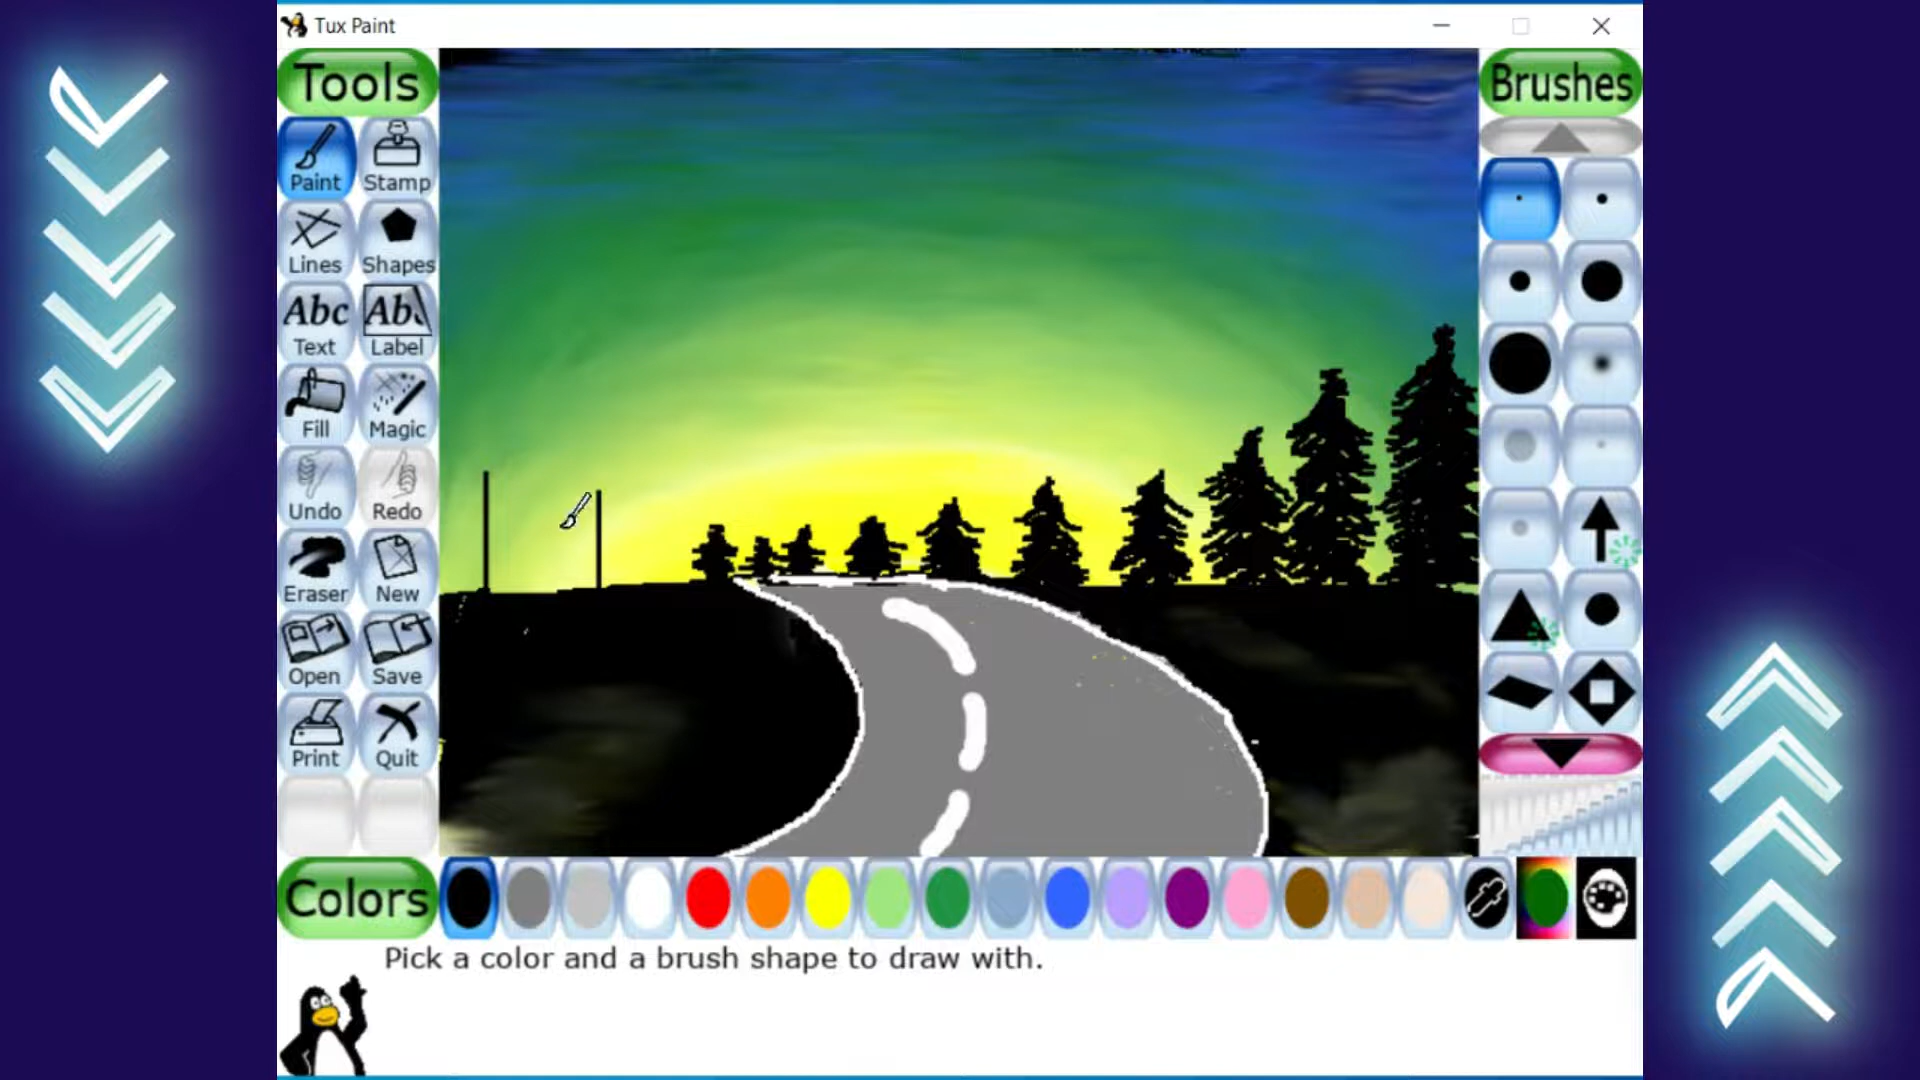 Tux Paint
Tools
Brushes
Paint
Stamp
Lines
Shapes
Abc
Abc
Text
Label
Fill
Magic
Undo
Redo
Eraser
New
Open
Save
Print
Quit
Colors
Pick a color and a brush shape to draw with.